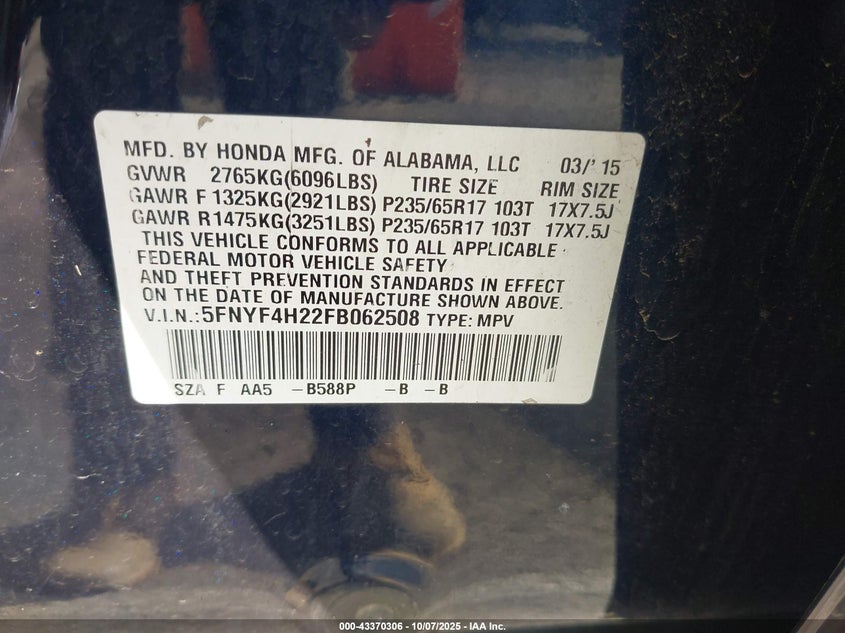 MFD. BY HONDA MFG. OF ALABAMA, LLC 03/' 15
GVWR 2765KG(6096LBS) TIRE SIZE RIM SIZE
GAWR F 1325KG(2921LBS) P235/65R17 103T 17X7.5J
GAWR R1475KG(3251LBS) P235/65R17 103T 17X7.5J
THIS VEHICLE CONFORMS TO ALL APPLICABLE
FEDERAL MOTOR VEHICLE SAFETY
AND THEFT PREVENTION STANDARDS IN EFFECT
ON THE DATE OF MANUFACTURE SHOWN ABOVE.
V.I.N.:5FNYF4H22FB062508 TYPE: MPV
SZA F AA5 -B588P -B -B
000-43370306 - 10/07/2025 - IAA Inc.